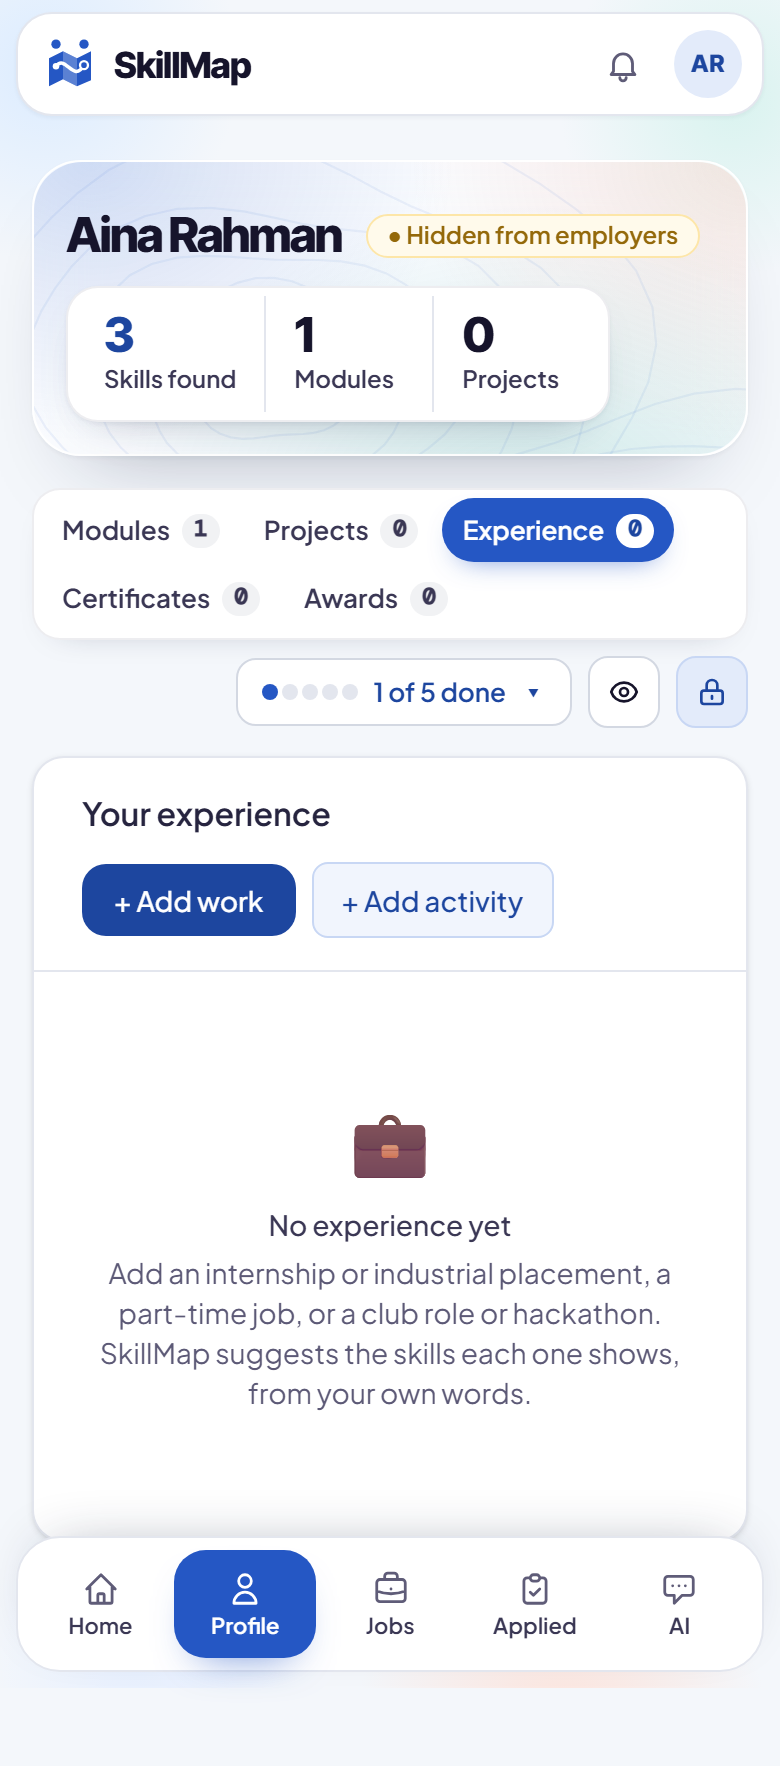 SkillMap
AR
Aina Rahman
Hidden from employers
3
Skills found
1
Modules
0
Projects
Modules 1
Projects 0
Experience 0
Certificates 0
Awards 0
1 of 5 done
Your experience
+ Add work
+ Add activity
No experience yet
Add an internship or industrial placement, a
part-time job, or a club role or hackathon.
SkillMap suggests the skills each one shows,
from your own words.
Home
Profile
Jobs
Applied
AI